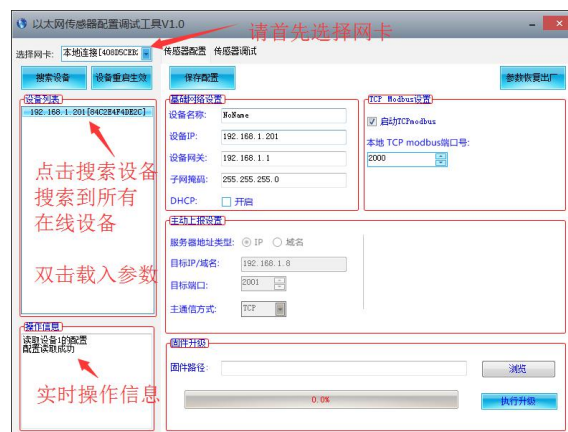 以太网传感器配置调试工具V1.0
请首先选择网卡
选择网卡: 本地连接[408D5CEB
传感器配置 传感器调试
搜索设备 设备重启生效 保存配置 参数恢复出厂
设备列表
192.168.1.201[84C2E4F4DE2C]
点击搜索设备
搜索到所有
在线设备
双击载入参数
基础网络设置
设备名称: NoName
设备IP: 192.168.1.201
设备网关: 192.168.1.1
子网掩码: 255.255.255.0
DHCP: 开启
TCP Modbus设置
启动TCPmodbus
本地 TCP modbus端口号:
2000
主动上报设置
服务器地址类型: IP 域名
目标IP/域名: 192.168.1.8
目标端口: 2001
主通信方式: TCP
操作信息
读取设备1的配置
配置读取成功
实时操作信息
固件升级
固件路径: 浏览
0.0% 执行升级